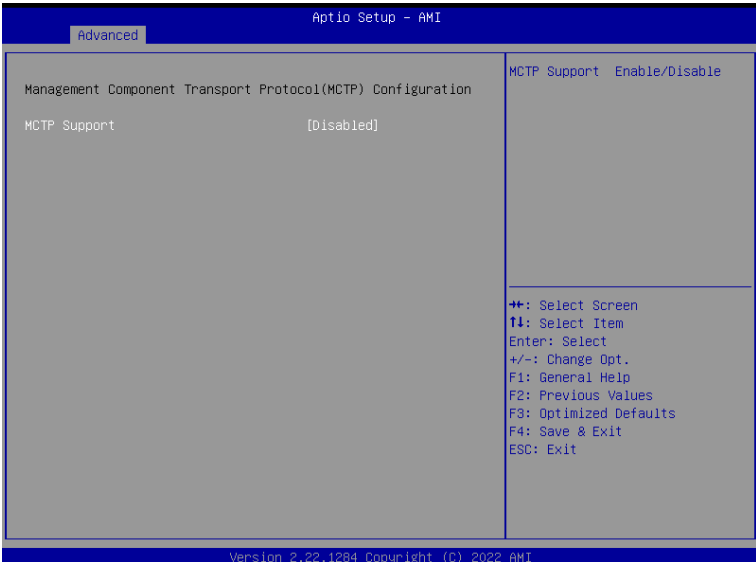 Aptio Setup – AMI
Advanced
Management Component Transport Protocol(MCTP) Configuration
MCTP Support [Disabled]
MCTP Support Enable/Disable
→←: Select Screen
↑↓: Select Item
Enter: Select
+/-: Change Opt.
F1: General Help
F2: Previous Values
F3: Optimized Defaults
F4: Save & Exit
ESC: Exit
Version 2.22.1284 Copyright (C) 2022 AMI